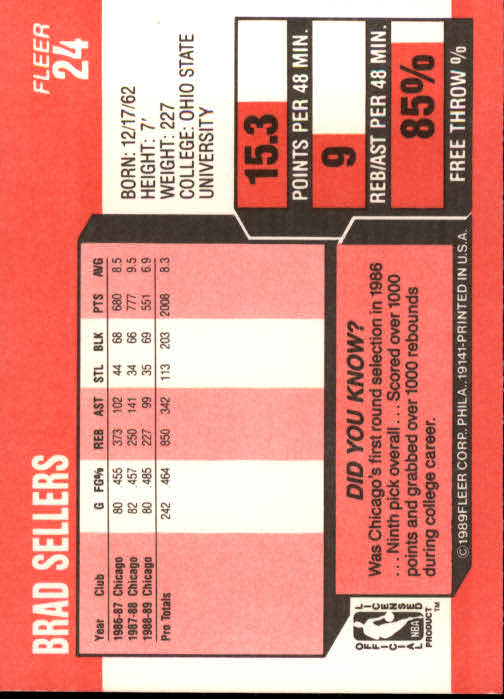 FLEER
24
BRAD SELLERS
BORN: 12/17/62
HEIGHT: 7'
WEIGHT: 227
COLLEGE: OHIO STATE
UNIVERSITY
Year Club G FG% REB AST STL BLK PTS AVG
1986-87 Chicago 80 455 373 102 44 68 680 8.5
1987-88 Chicago 82 457 250 141 34 66 777 9.5
1988-89 Chicago 80 485 227 99 35 69 551 6.9
Pro Totals 242 464 850 342 113 203 2008 8.3
15.3
POINTS PER 48 MIN.
9
REB/AST PER 48 MIN.
85%
FREE THROW %
DID YOU KNOW?
Was Chicago's first round selection in 1986
... Ninth pick overall ... Scored over 1000
points and grabbed over 1000 rebounds
during college career.
OFFICIAL LICENSED
NBA
PRODUCT™
©1989 FLEER CORP., PHILA., 19141-PRINTED IN U.S.A.